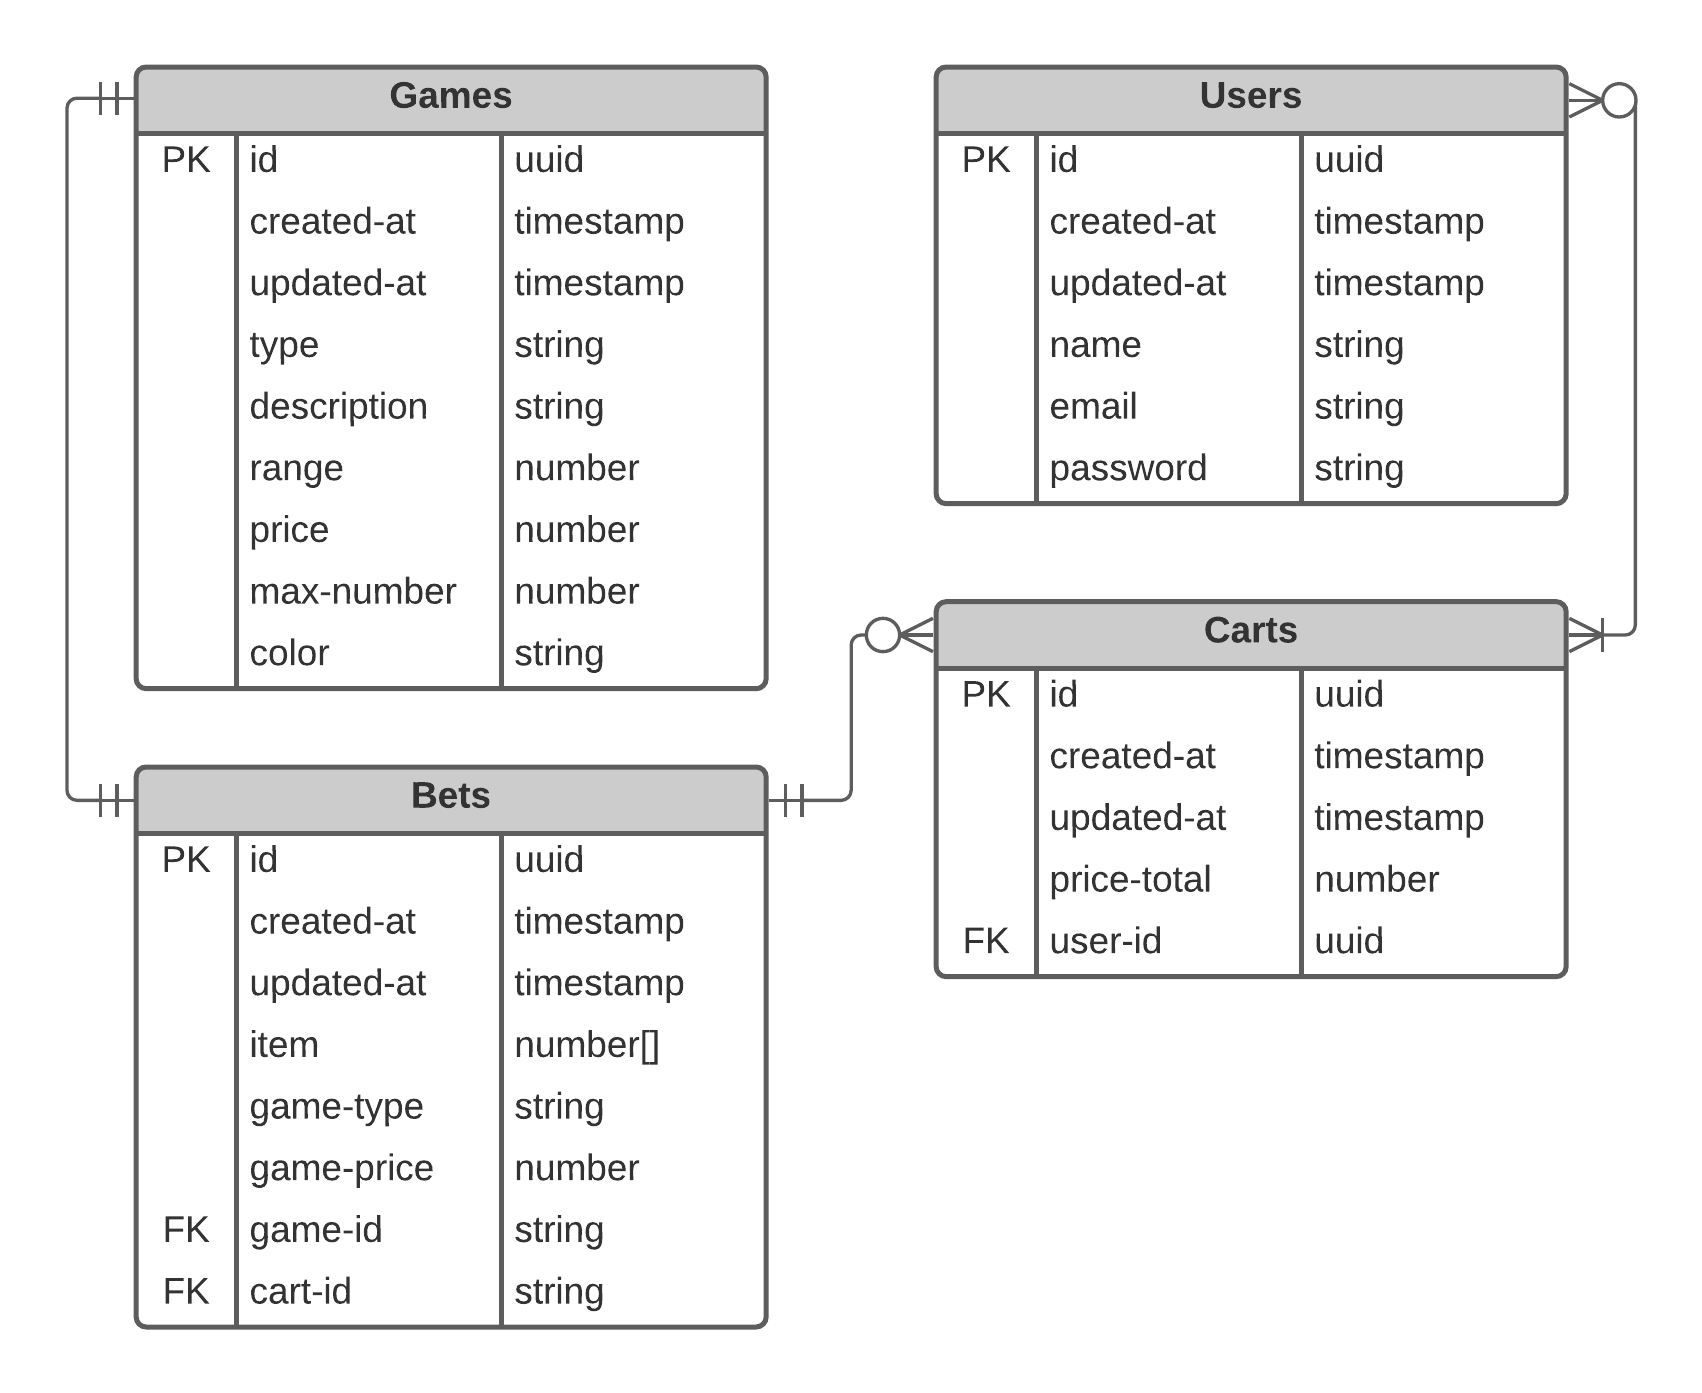 Games
PK id uuid
created-at timestamp
updated-at timestamp
type string
description string
range number
price number
max-number number
color string
Users
PK id uuid
created-at timestamp
updated-at timestamp
name string
email string
password string
Bets
PK id uuid
created-at timestamp
updated-at timestamp
item number[]
game-type string
game-price number
FK game-id string
FK cart-id string
Carts
PK id uuid
created-at timestamp
updated-at timestamp
price-total number
FK user-id uuid